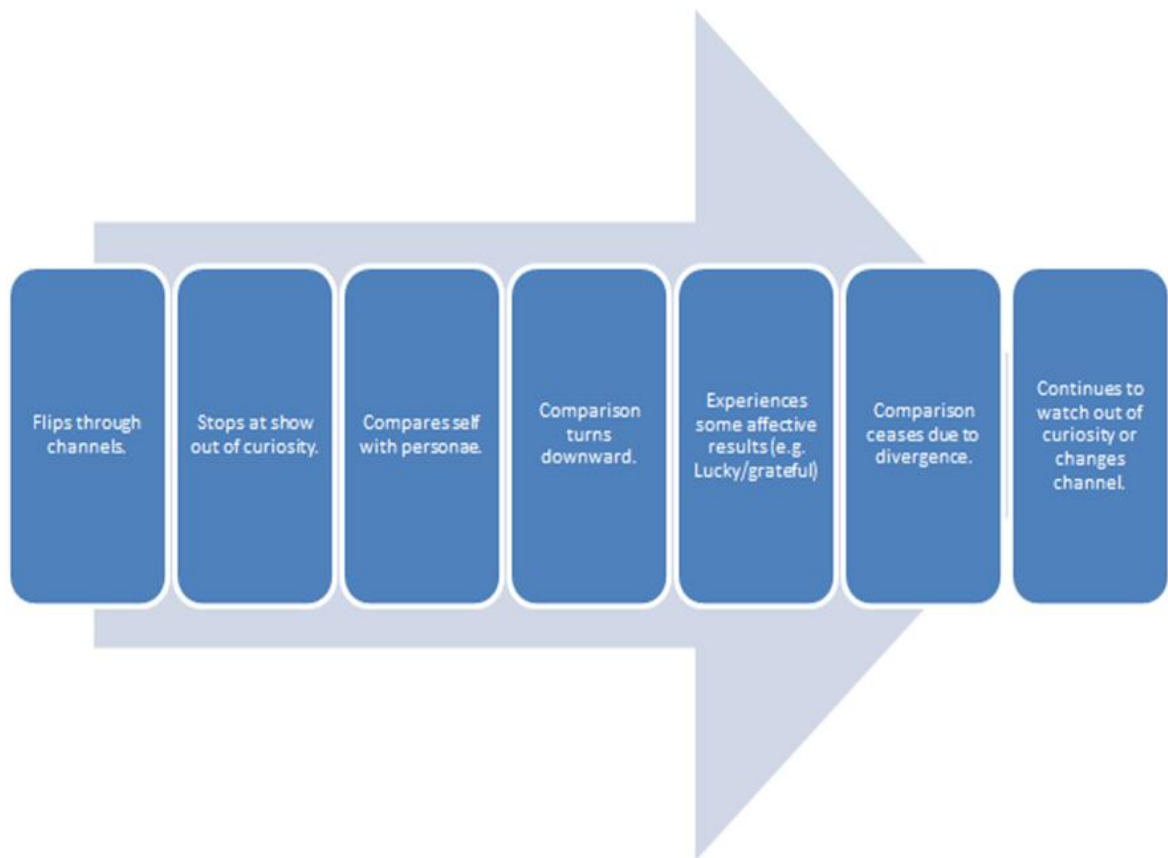 Flips through
channels.
Stops at show
out of curiosity.
Compares self
with personae.
Comparison
turns
downward.
Experiences
some affective
results (e.g.
Lucky/grateful)
Comparison
ceases due to
divergence.
Continues to
watch out of
curiosity or
changes
channel.